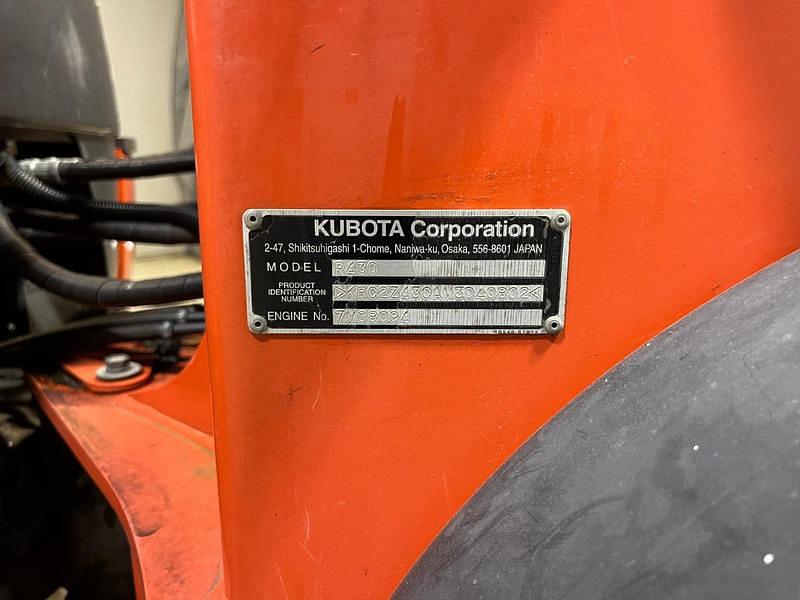 KUBOTA Corporation
2-47, Shikitsuhigashi 1-Chome, Naniwa-ku, Osaka, 556-8601 JAPAN
MODEL R430
PRODUCT
IDENTIFICATION
NUMBER
ENGINE No.